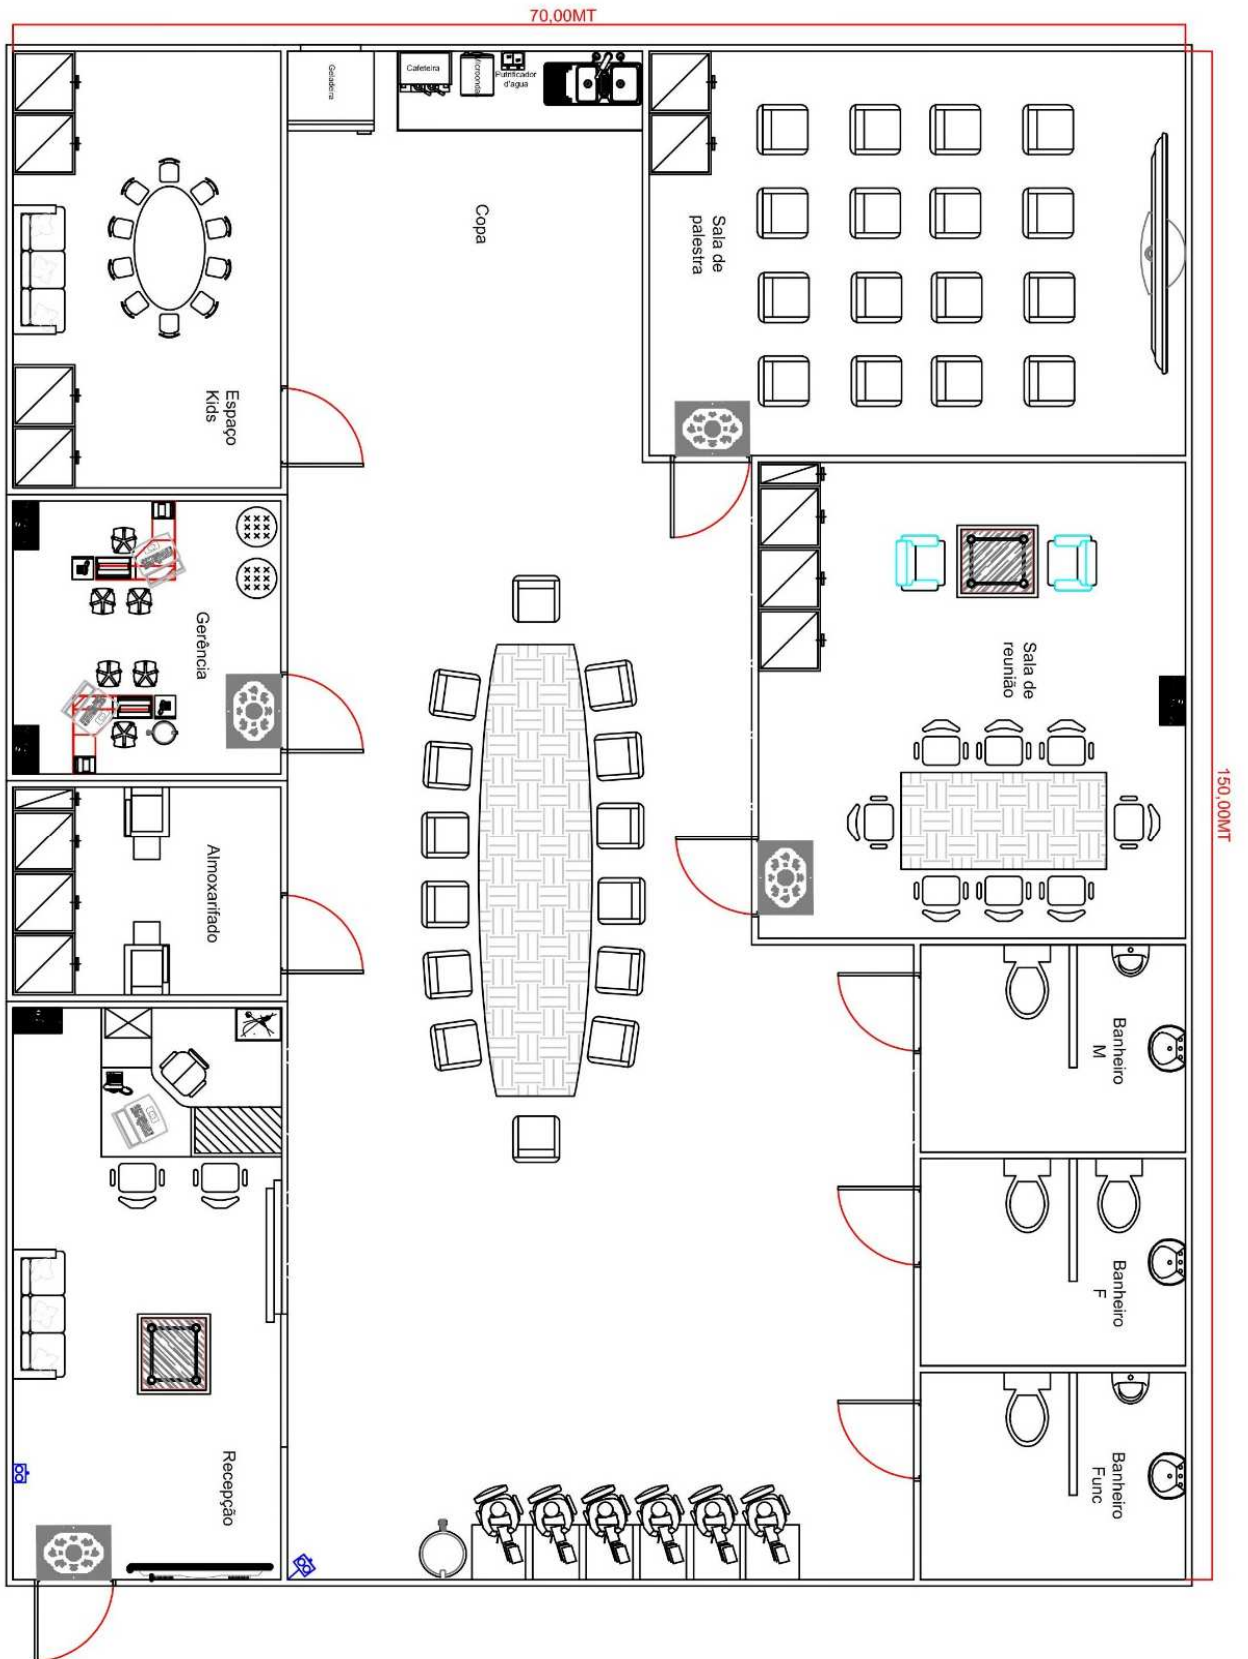 70,00MT
Geladeira
Cafeteira
Microondas
Purificador
d'agua
Copa
Sala de
palestra
Espaço
Kids
Gerência
Sala de
reunião
150,00MT
Almoxarifado
Banheiro
M
Banheiro
F
Banheiro
Func
Recepção